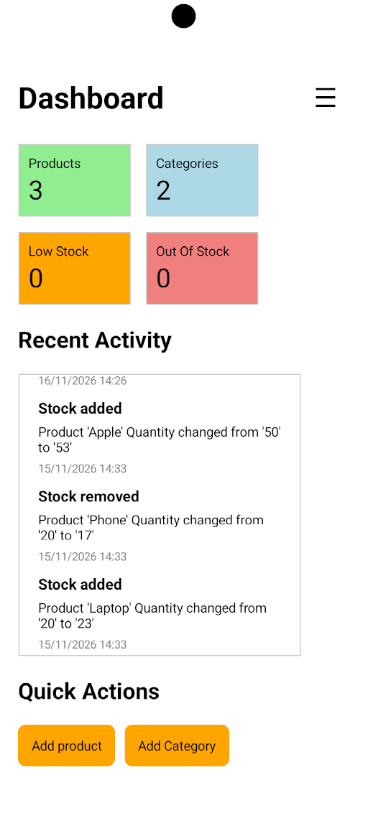 Dashboard
Products
3
Categories
2
Low Stock
0
Out Of Stock
0
Recent Activity
16/11/2026 14:26
Stock added
Product 'Apple' Quantity changed from '50'
to '53'
15/11/2026 14:33
Stock removed
Product 'Phone' Quantity changed from
'20' to '17'
15/11/2026 14:33
Stock added
Product 'Laptop' Quantity changed from
'20' to '23'
15/11/2026 14:33
Quick Actions
Add product
Add Category